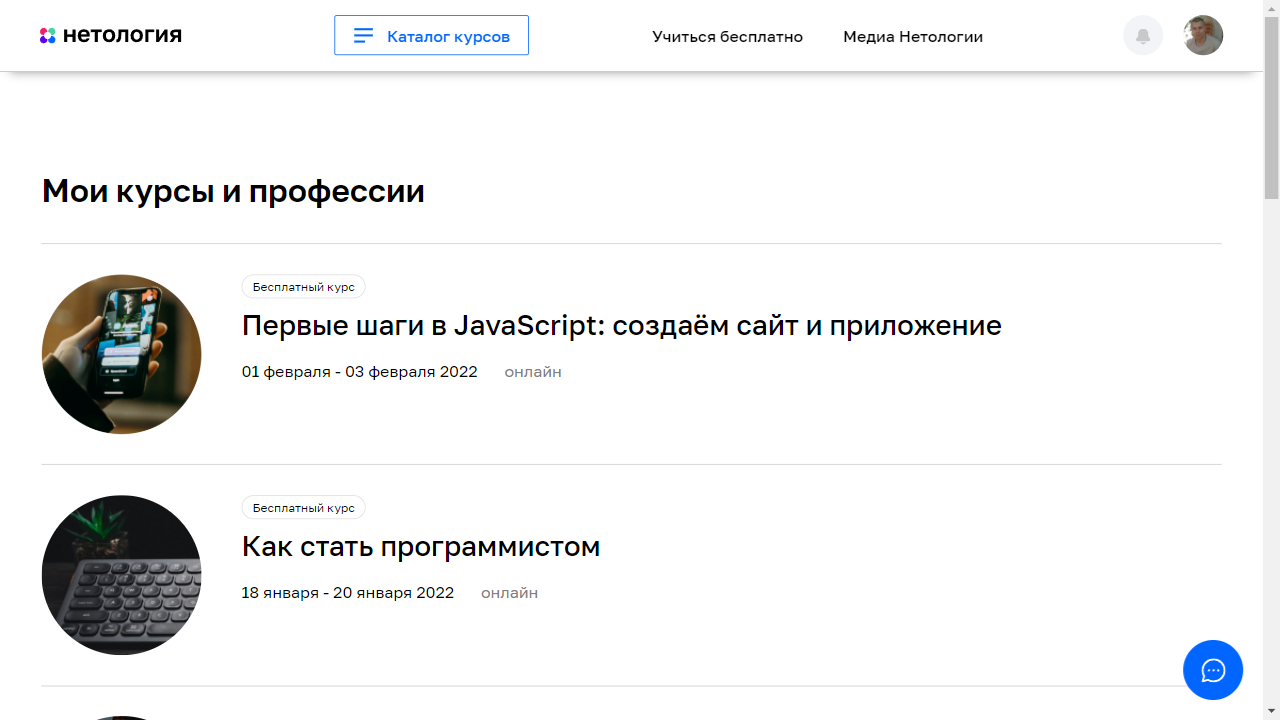 нетология
Каталог курсов
Учиться бесплатно
Медиа Нетологии
Мои курсы и профессии
Бесплатный курс
Первые шаги в JavaScript: создаём сайт и приложение
01 февраля - 03 февраля 2022 онлайн
Бесплатный курс
Как стать программистом
18 января - 20 января 2022 онлайн